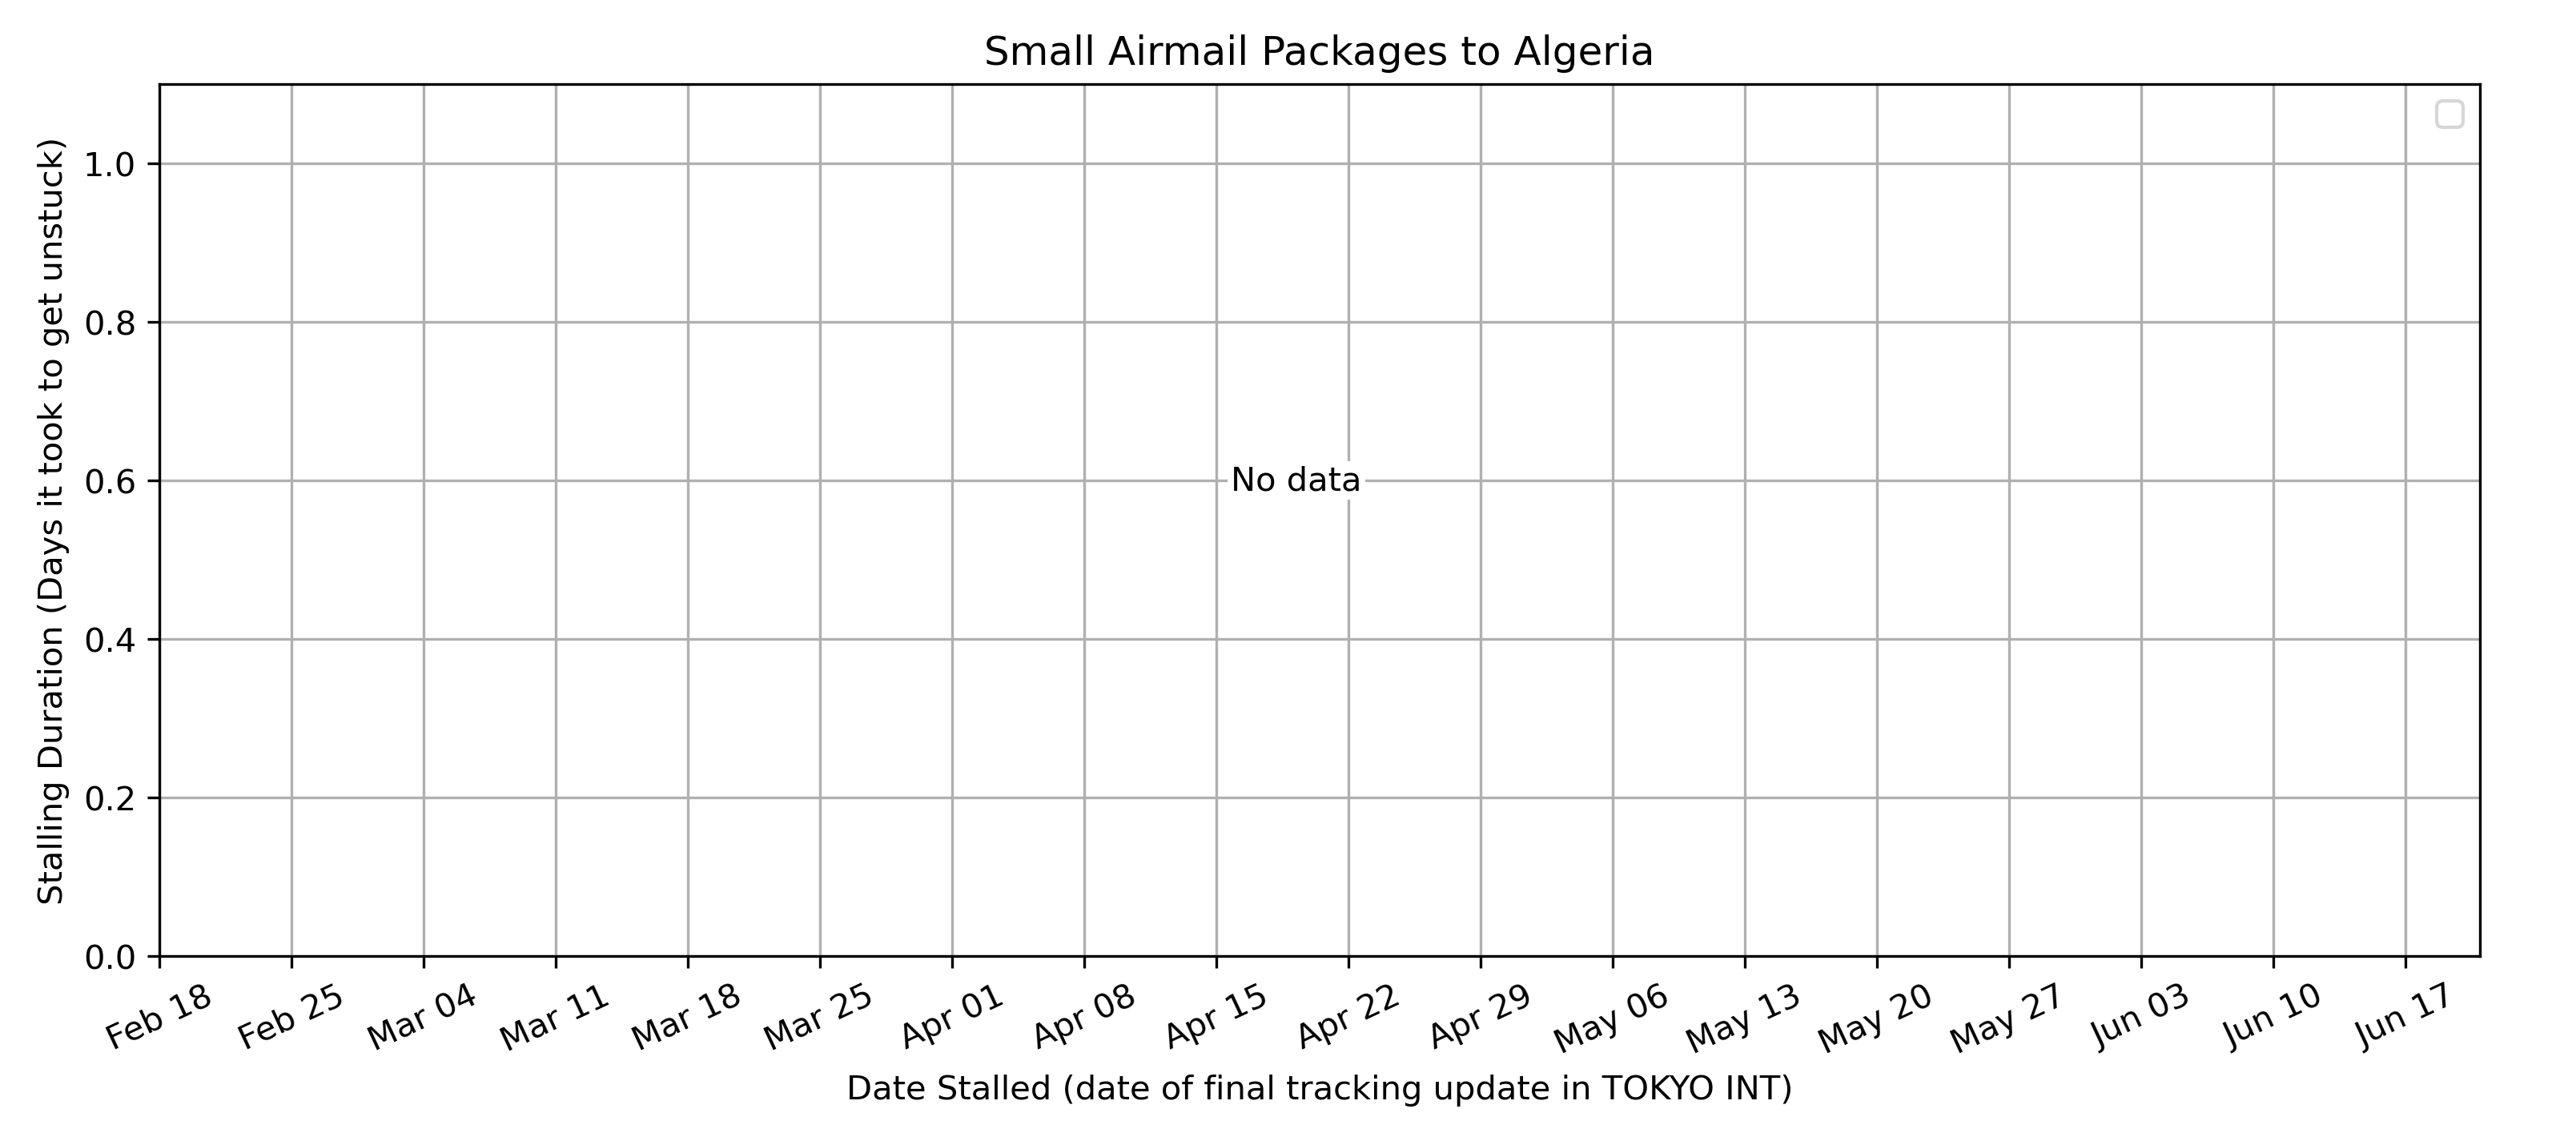 Small Airmail Packages to Algeria
Stalling Duration (Days it took to get unstuck)
1.0
0.8
0.6
0.4
0.2
0.0
No data
Feb 18 Feb 25 Mar 04 Mar 11 Mar 18 Mar 25 Apr 01 Apr 08 Apr 15 Apr 22 Apr 29 May 06 May 13 May 20 May 27 Jun 03 Jun 10 Jun 17
Date Stalled (date of final tracking update in TOKYO INT)